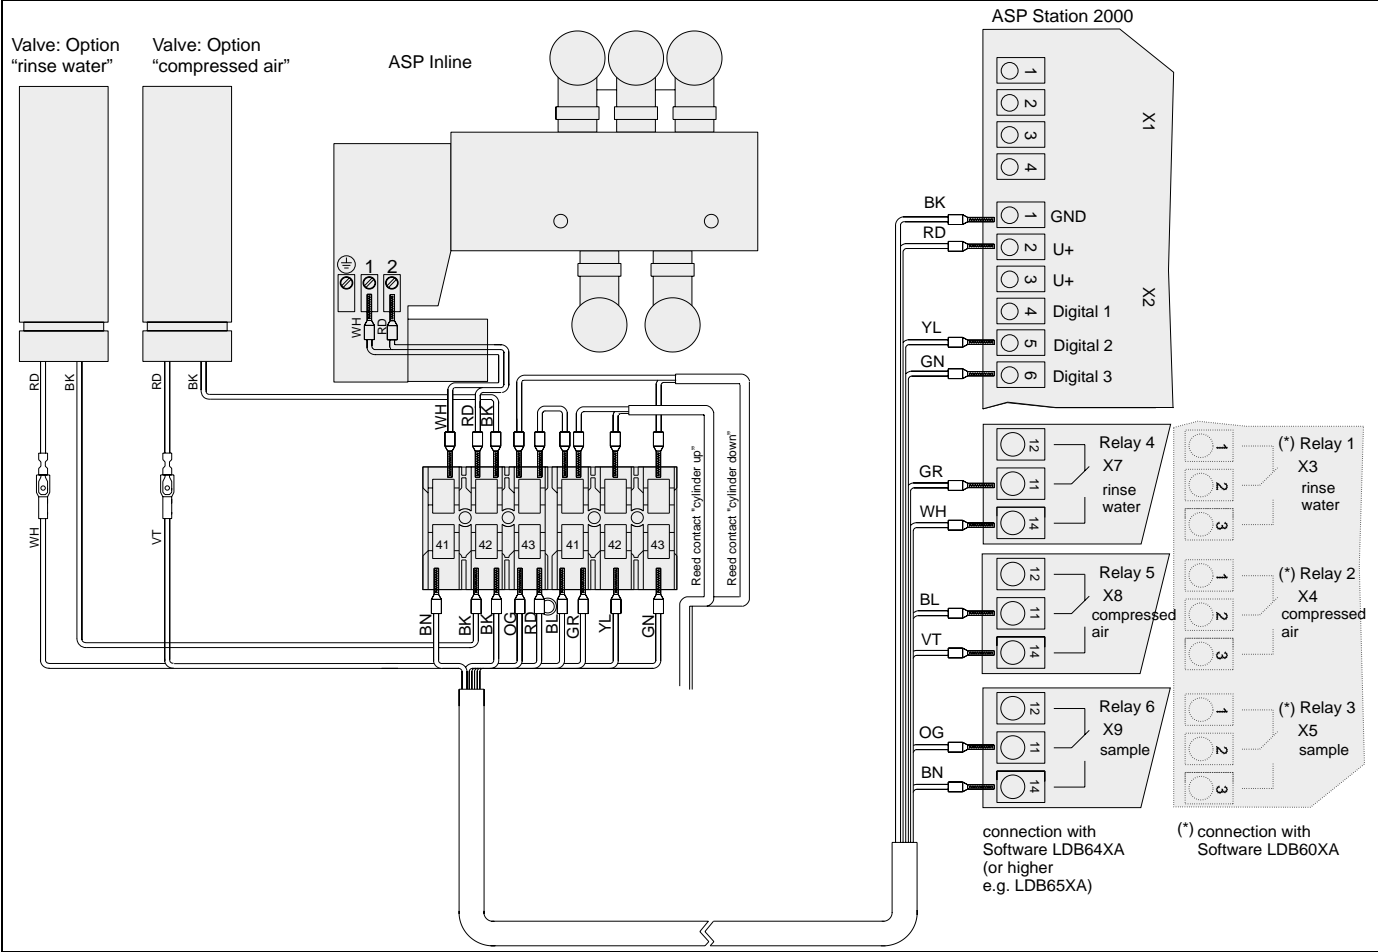 ASP Station 2000
Valve: Option
“rinse water”
Valve: Option
“compressed air”
ASP Inline
1
2
3
4
X1
BK
1
GND
RD
2
U+
3
U+
X2
4
Digital 1
YL
5
Digital 2
GN
6
Digital 3
1 2
WH
RD
RD
BK
RD
BK
WH
RD
BK
WH
VT
41
42
43
41
42
43
Reed contact "cylinder up"
Reed contact "cylinder down"
BN
BK
BK
OG
RD
BL
GR
YL
GN
12
Relay 4
GR
11
X7
rinse
water
WH
14
1
(*) Relay 1
2
X3
rinse
water
3
12
Relay 5
BL
11
X8
compressed
air
VT
14
1
(*) Relay 2
2
X4
compressed
air
3
12
Relay 6
OG
11
X9
sample
BN
14
1
(*) Relay 3
2
X5
sample
3
connection with
Software LDB64XA
(or higher
e.g. LDB65XA)
(*) connection with
Software LDB60XA